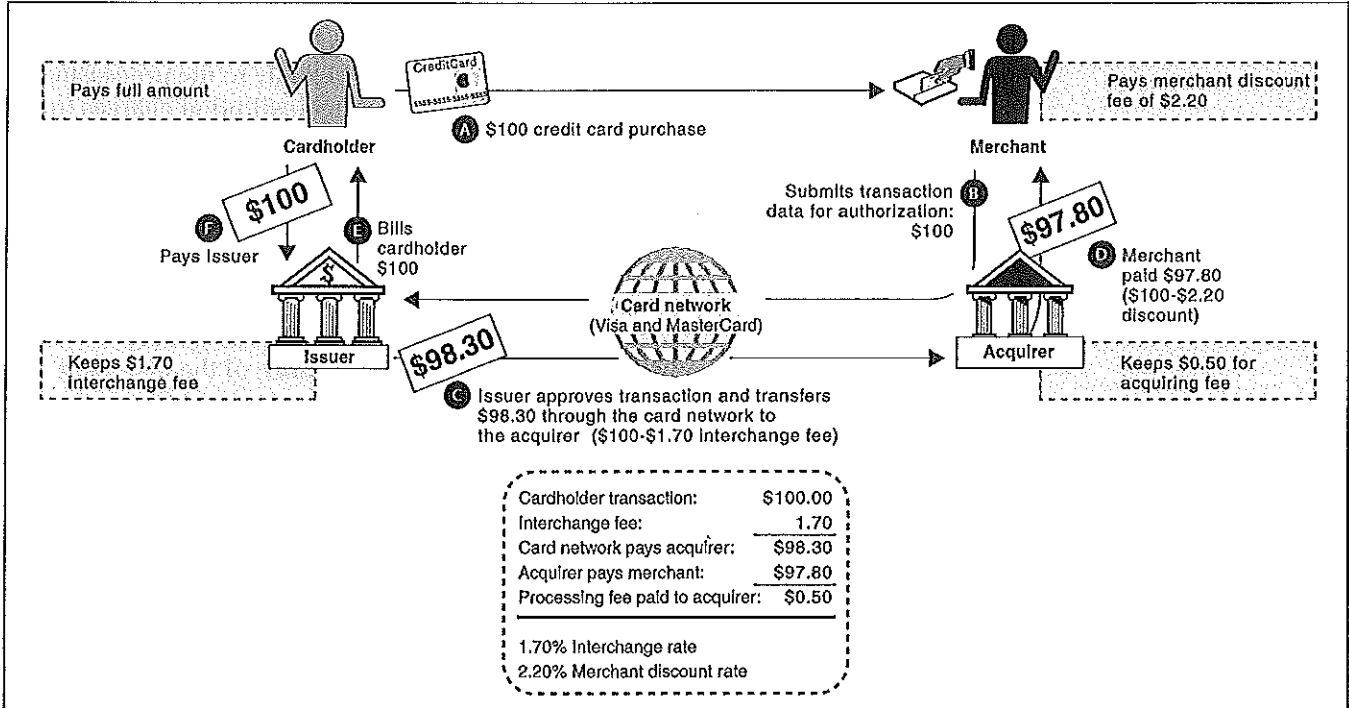 CreditCard
5555-5555-5555-5555
Pays full amount
A $100 credit card purchase
Pays merchant discount
fee of $2.20
Cardholder
Merchant
$100
F
Pays Issuer
E Bills
cardholder
$100
Submits transaction B
data for authorization:
$100
$97.80
D Merchant
paid $97.80
($100-$2.20
discount)
$
Card network
(Visa and MasterCard)
Issuer
Acquirer
Keeps $1.70
interchange fee
$98.30
Keeps $0.50 for
acquiring fee
C Issuer approves transaction and transfers
$98.30 through the card network to
the acquirer ($100-$1.70 interchange fee)
Cardholder transaction: $100.00
Interchange fee: 1.70
Card network pays acquirer: $98.30
Acquirer pays merchant: $97.80
Processing fee paid to acquirer: $0.50
1.70% Interchange rate
2.20% Merchant discount rate